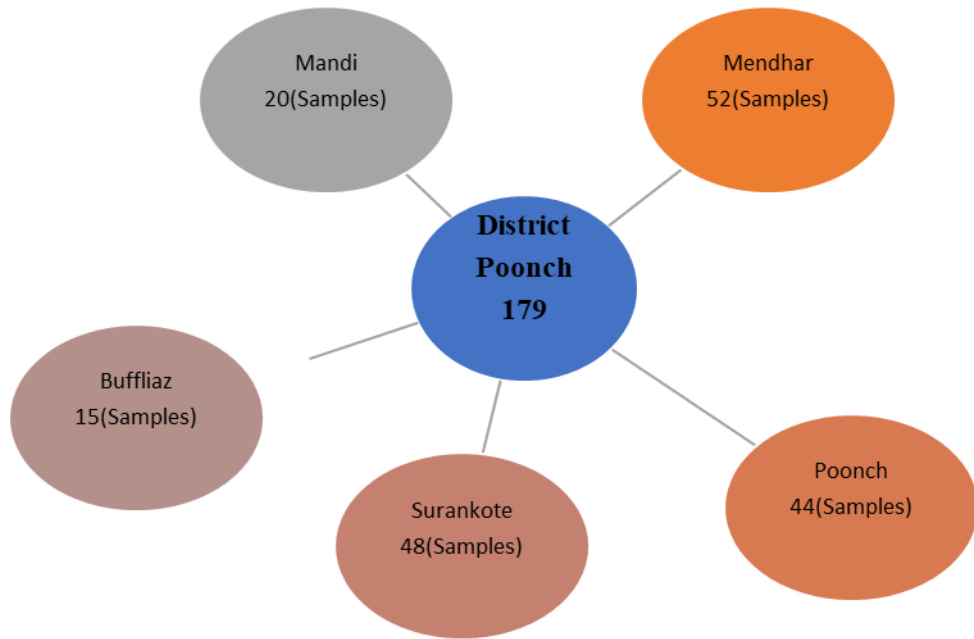 Mandi
20(Samples)
Mendhar
52(Samples)
District
Poonch
179
Buffliaz
15(Samples)
Surankote
48(Samples)
Poonch
44(Samples)